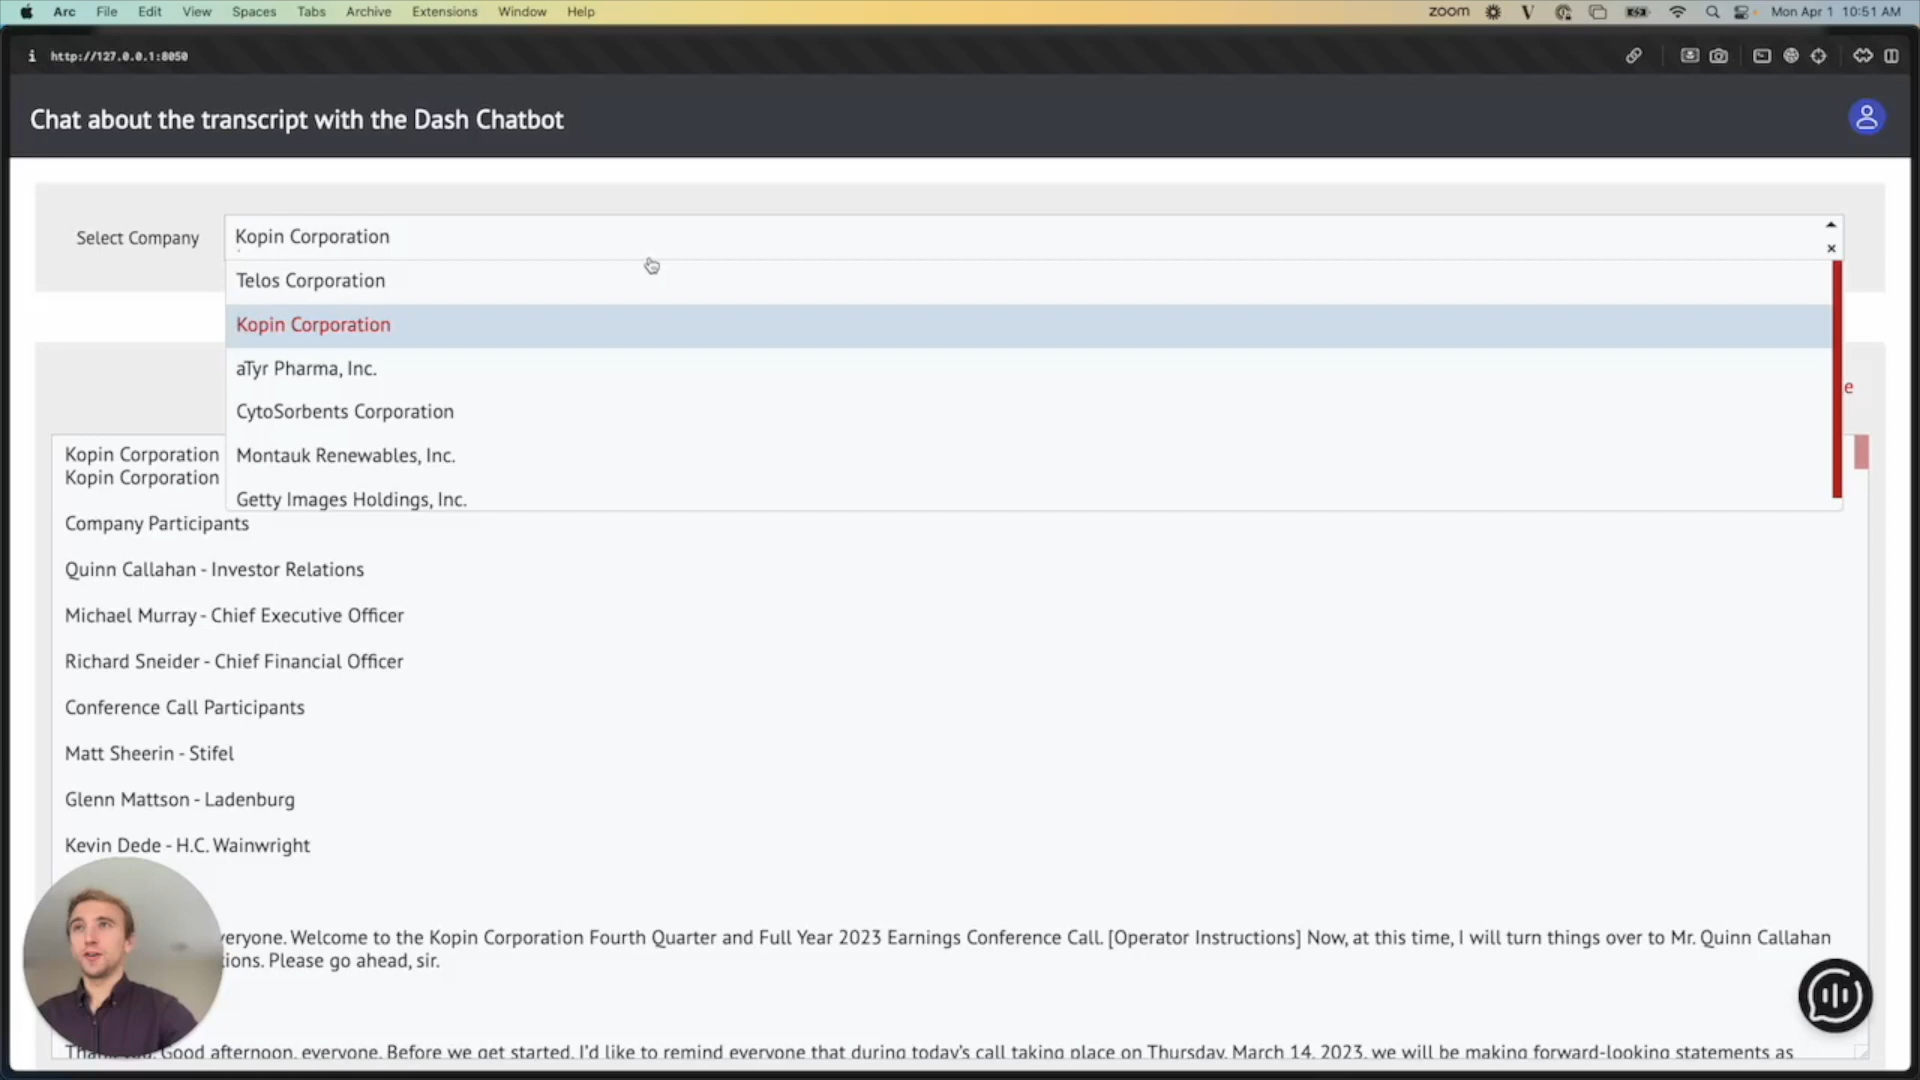 Arc File Edit View Spaces Tabs Archive Extensions Window Help zoom Mon Apr 1 10:51 AM
http://127.0.0.1:8050
Chat about the transcript with the Dash Chatbot
Select Company
Kopin Corporation
Telos Corporation
Kopin Corporation
aTyr Pharma, Inc.
CytoSorbents Corporation
Montauk Renewables, Inc.
Getty Images Holdings, Inc.
Kopin Corporation
Kopin Corporation
Company Participants
Quinn Callahan - Investor Relations
Michael Murray - Chief Executive Officer
Richard Sneider - Chief Financial Officer
Conference Call Participants
Matt Sheerin - Stifel
Glenn Mattson - Ladenburg
Kevin Dede - H.C. Wainwright
veryone. Welcome to the Kopin Corporation Fourth Quarter and Full Year 2023 Earnings Conference Call. [Operator Instructions] Now, at this time, I will turn things over to Mr. Quinn Callahan
ions. Please go ahead, sir.
Good afternoon, everyone. Before we get started, I'd like to remind everyone that during today's call taking place on Thursday, March 14, 2023, we will be making forward-looking statements as